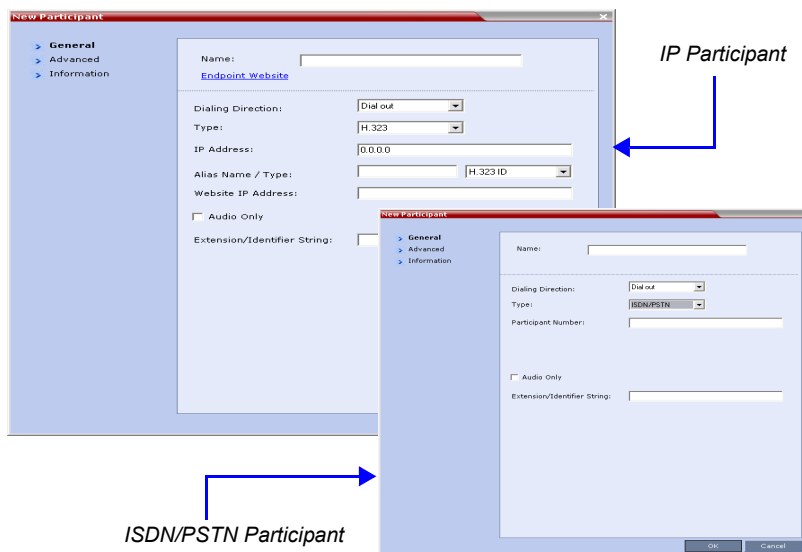 New Participant
General
Advanced
Information
Name:
Endpoint Website
Dialing Direction: Dial out
Type: H.323
IP Address: 0.0.0.0
Alias Name / Type: H.323 ID
Website IP Address:
Audio Only
Extension/Identifier String:
IP Participant
New Participant
General
Advanced
Information
Name:
Dialing Direction: Dial out
Type: ISDN/PSTN
Participant Number:
Audio Only
Extension/Identifier String:
OK Cancel
ISDN/PSTN Participant